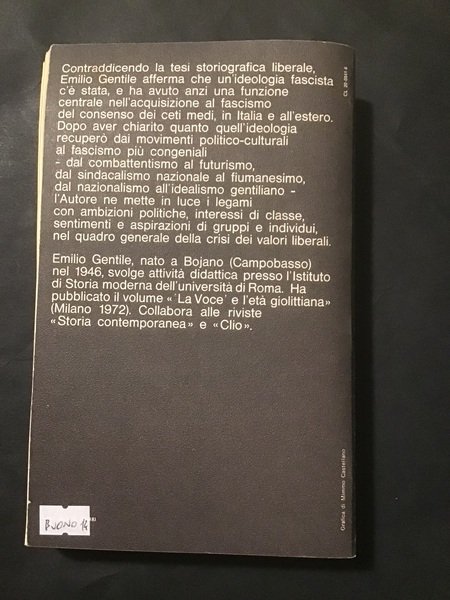 Contraddicendo la tesi storiografica liberale,
Emilio Gentile afferma che un'ideologia fascista
c'è stata, e ha avuto anzi una funzione
centrale nell'acquisizione al fascismo
del consenso dei ceti medi, in Italia e all'estero.
Dopo aver chiarito quanto quell'ideologia
recuperò dai movimenti politico-culturali
al fascismo più congeniali
- dal combattentismo al futurismo,
dal sindacalismo nazionale al fiumanesimo,
dal nazionalismo all'idealismo gentiliano -
l'Autore ne mette in luce i legami
con ambizioni politiche, interessi di classe,
sentimenti e aspirazioni di gruppi e individui,
nel quadro generale della crisi dei valori liberali.
Emilio Gentile, nato a Bojano (Campobasso)
nel 1946, svolge attività didattica presso l'Istituto
di Storia moderna dell'università di Roma. Ha
pubblicato il volume «'La Voce' e l'età giolittiana»
(Milano 1972). Collabora alle riviste
«Storia contemporanea» e «Clio».
Grafica di Mimmo Castellano
BUONO